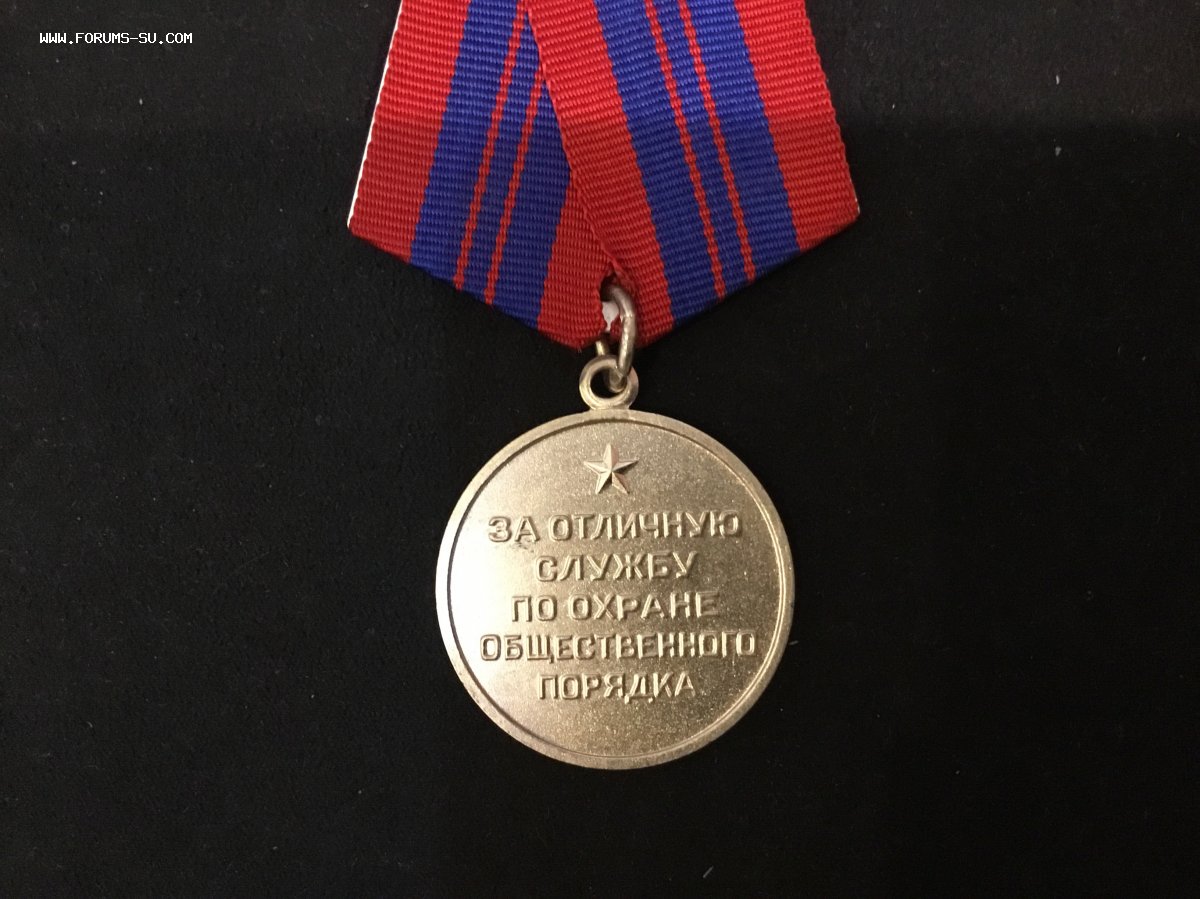 WWW.FORUMS-SU.COM
ЗА ОТЛИЧНУЮ
СЛУЖБУ
ПО ОХРАНЕ
ОБЩЕСТВЕННОГО
ПОРЯДКА